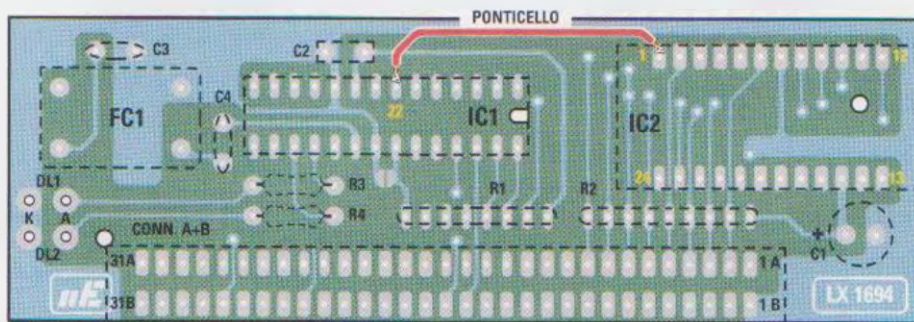 PONTICELLO
C3
C2
1
12
C4
22
FC1
IC1
IC2
DL1
R3
24
13
K A
R1
R2
R4
DL2
CONN. A+B
+
C1
31A
1 A
31B
1 B
LX 1694